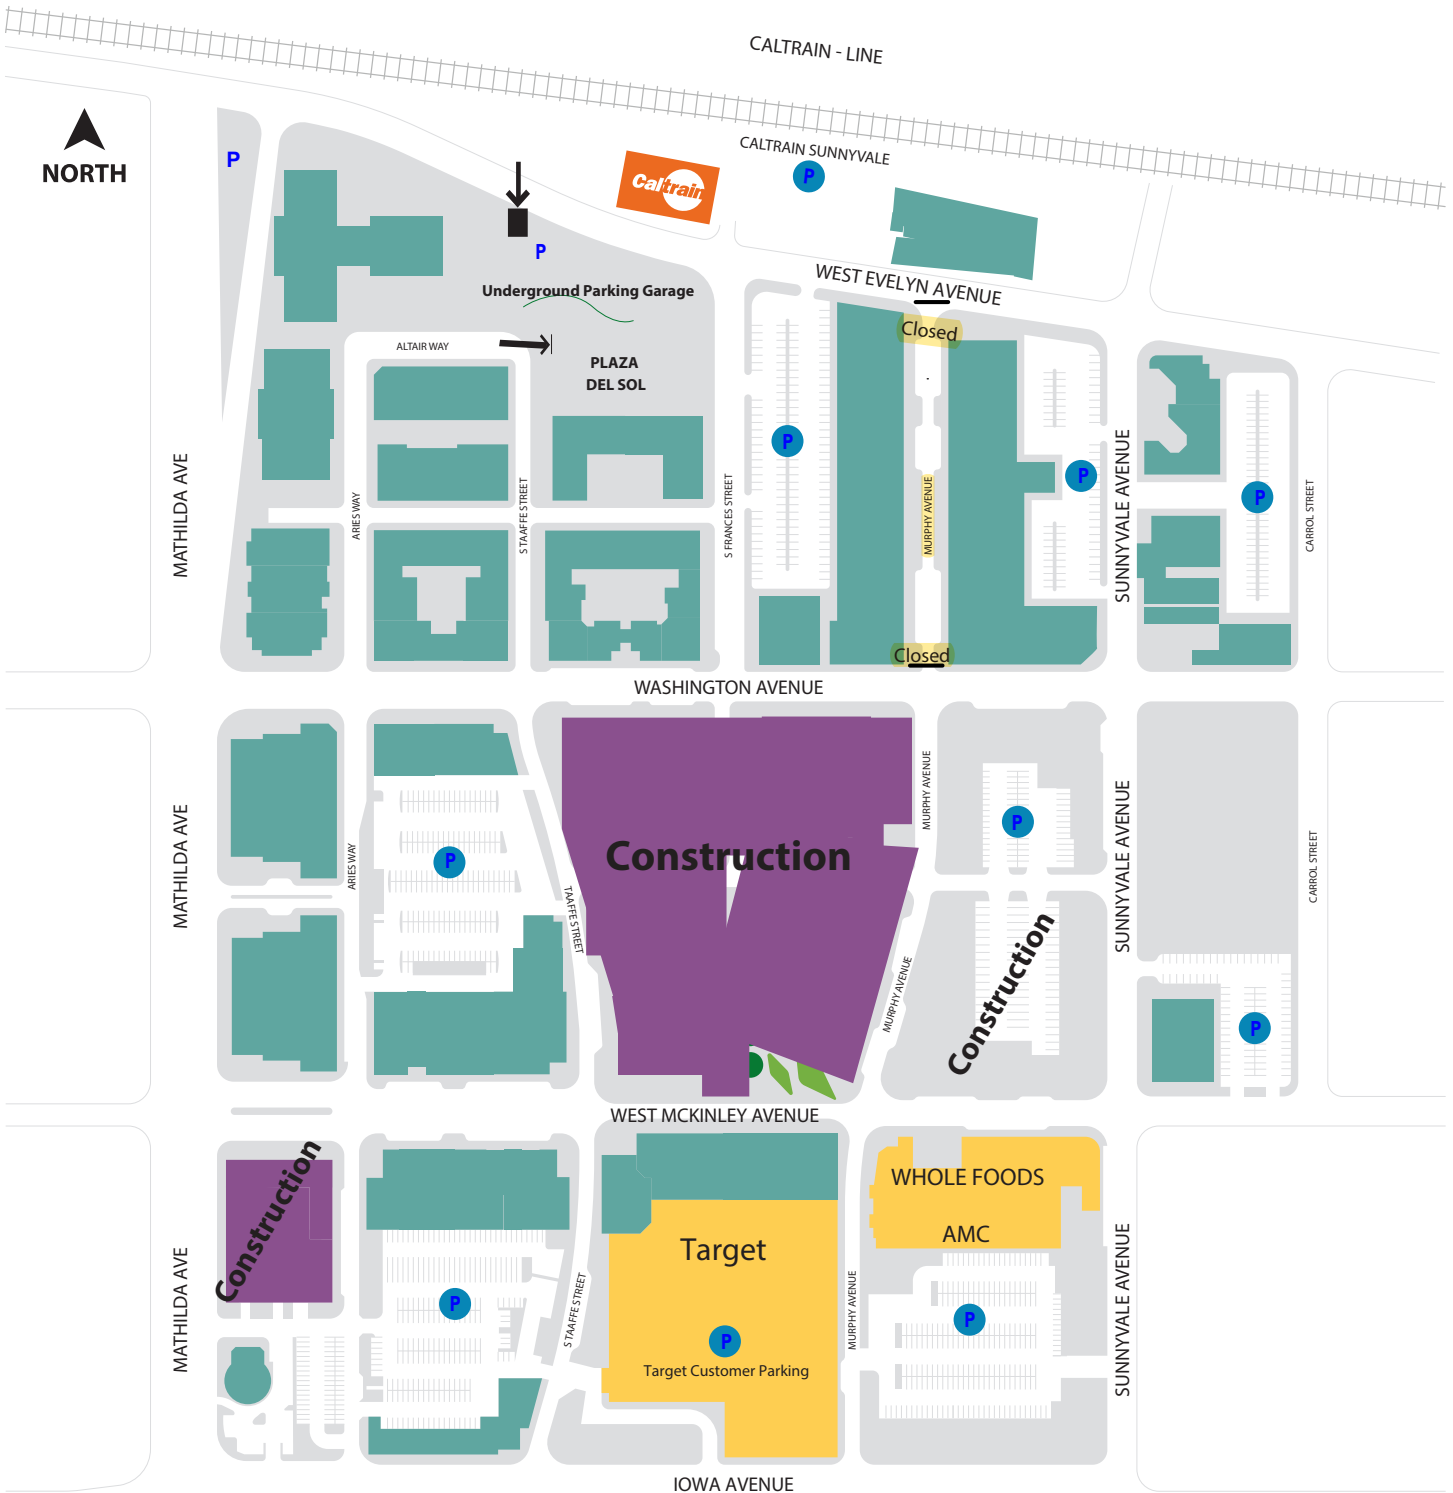 CALTRAIN - LINE
CALTRAIN SUNNYVALE
P
P
NORTH
Caltrain
P
WEST EVELYN AVENUE
Underground Parking Garage
Closed
ALTAIR WAY
PLAZA
DEL SOL
P
P
P
MATHILDA AVE
ARIES WAY
S TAAFFE STREET
S FRANCES STREET
MURPHY AVENUE
SUNNYVALE AVENUE
CARROL STREET
Closed
WASHINGTON AVENUE
MURPHY AVENUE
P
Construction
P
MATHILDA AVE
ARIES WAY
TAAFFE STREET
SUNNYVALE AVENUE
CARROL STREET
MURPHY AVENUE
Construction
P
WEST MCKINLEY AVENUE
Construction
WHOLE FOODS
AMC
Target
P
MATHILDA AVE
S TAAFFE STREET
MURPHY AVENUE
P
SUNNYVALE AVENUE
P
Target Customer Parking
IOWA AVENUE